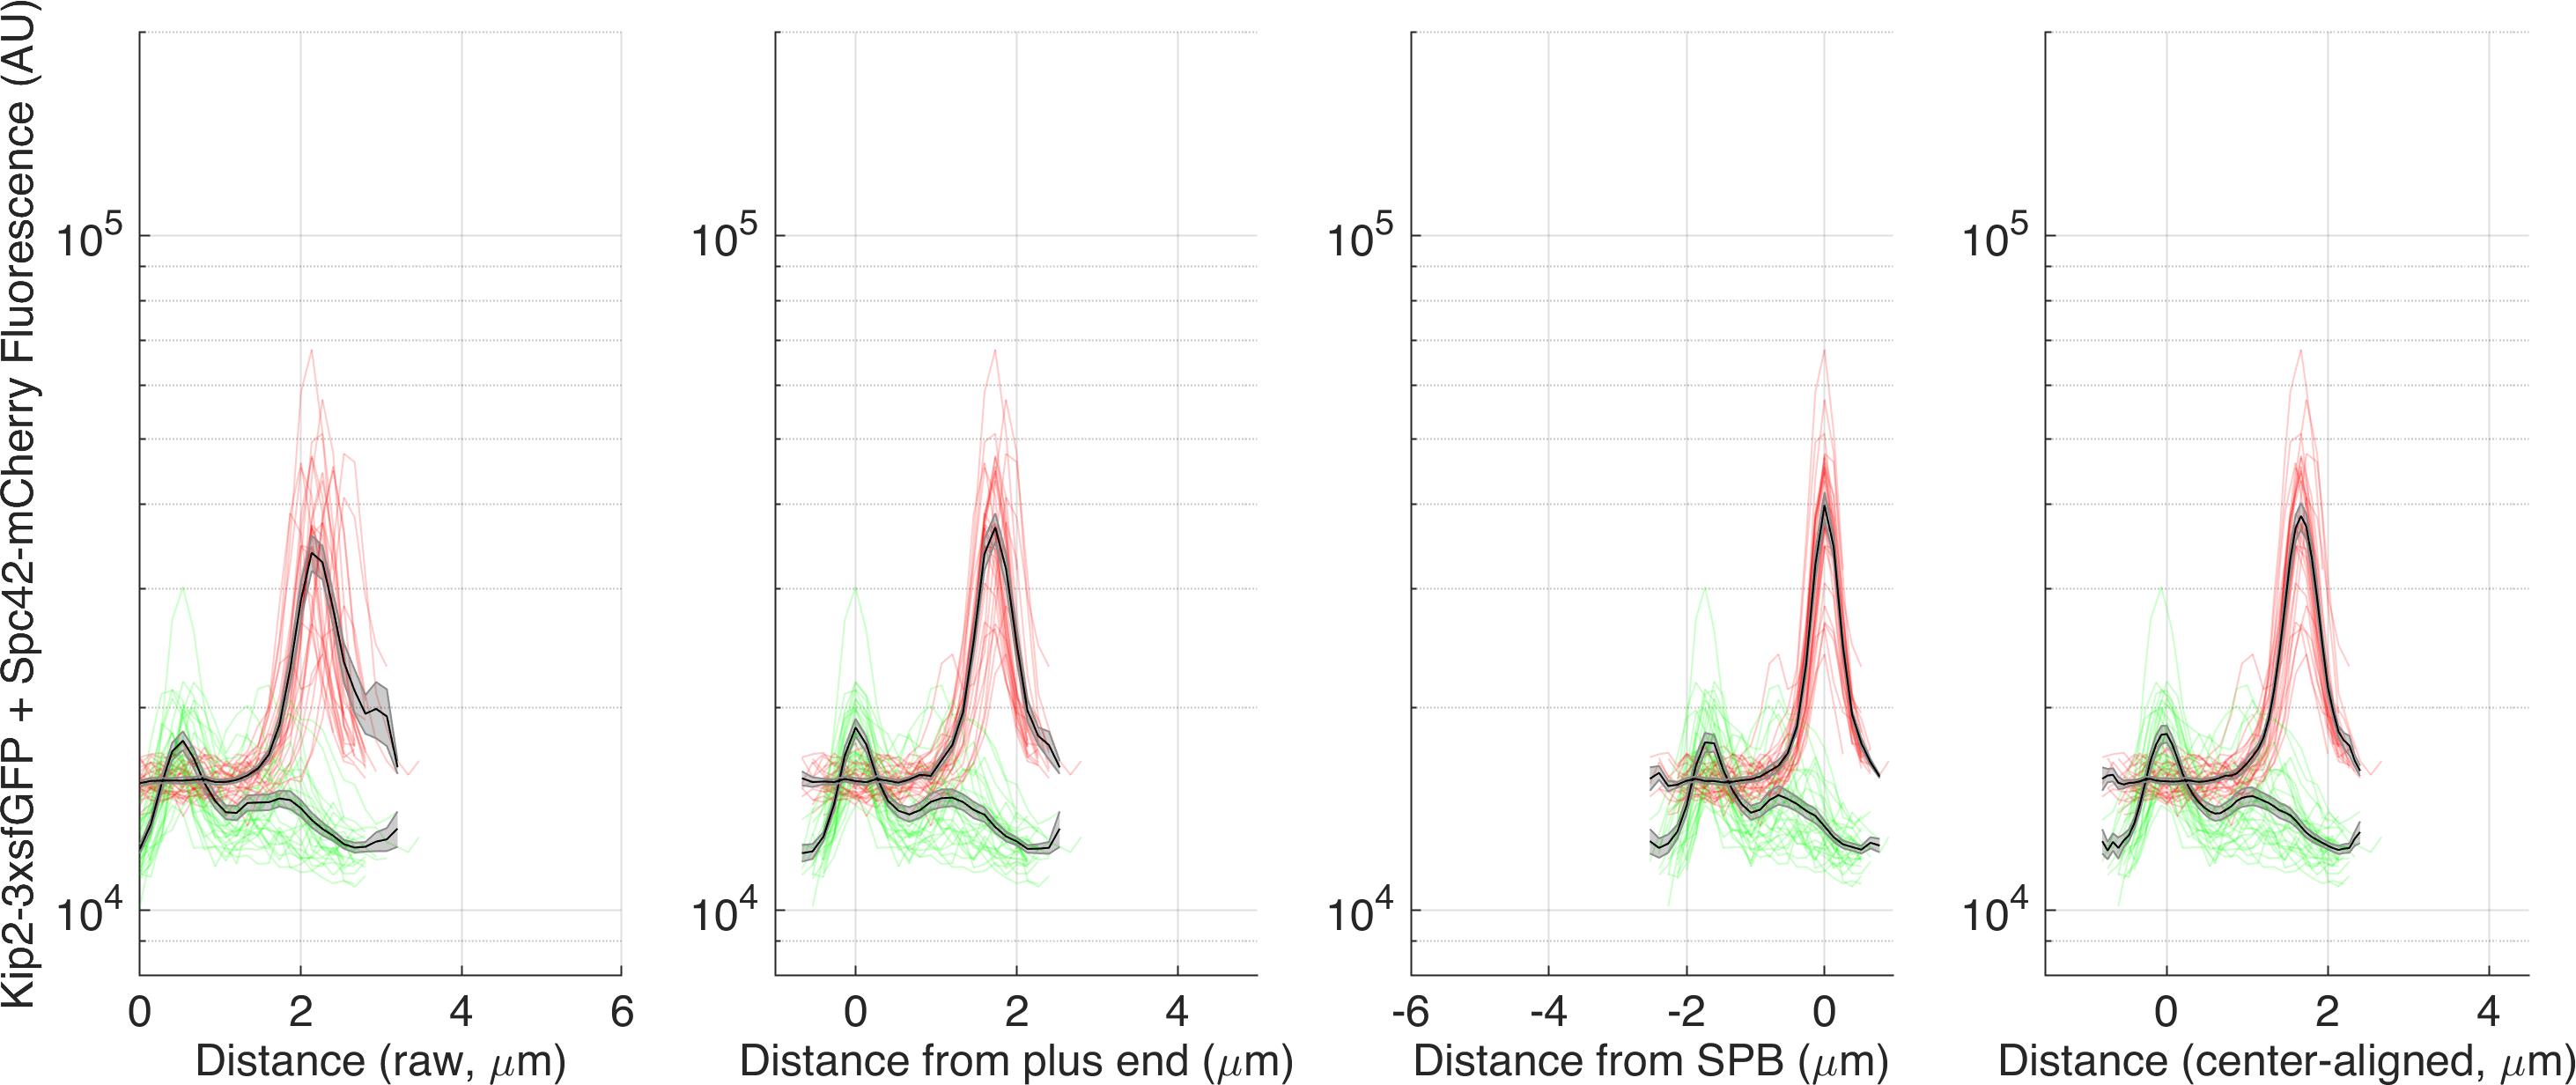 Kip2-3xsfGFP + Spc42-mCherry Fluorescence (AU)
10^5
10^4
0 2 4 6
Distance (raw, μm)
10^5
10^4
0 2 4
Distance from plus end (μm)
10^5
10^4
-6 -4 -2 0
Distance from SPB (μm)
10^5
10^4
0 2 4
Distance (center-aligned, μm)